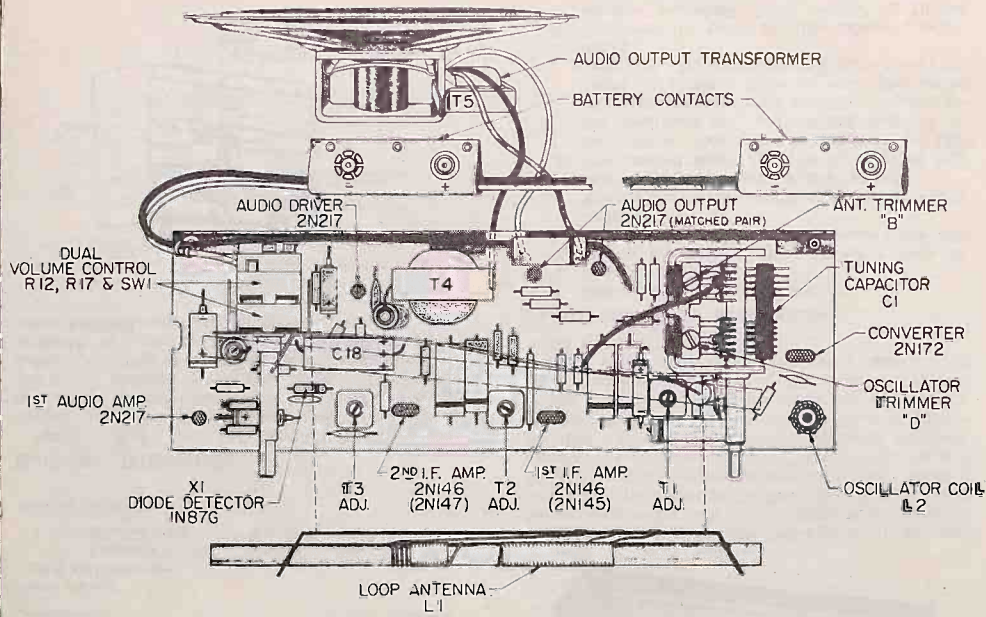 AUDIO OUTPUT TRANSFORMER
T5
BATTERY CONTACTS
- +
- +
AUDIO DRIVER
2N217
AUDIO OUTPUT
2N217 (MATCHED PAIR)
ANT. TRIMMER
"B"
DUAL
VOLUME CONTROL
R12, R17 & SW1
T4
TUNING
CAPACITOR
C1
CONVERTER
2N172
C18
OSCILLATOR
TRIMMER
"D"
1ST AUDIO AMP.
2N217
X1
DIODE DETECTOR
1N87G
T3
ADJ.
2ND I.F. AMP.
2N146
(2N147)
T2
ADJ.
1ST I.F. AMP.
2N146
(2N145)
T1
ADJ.
OSCILLATOR COIL
L2
LOOP ANTENNA
L1